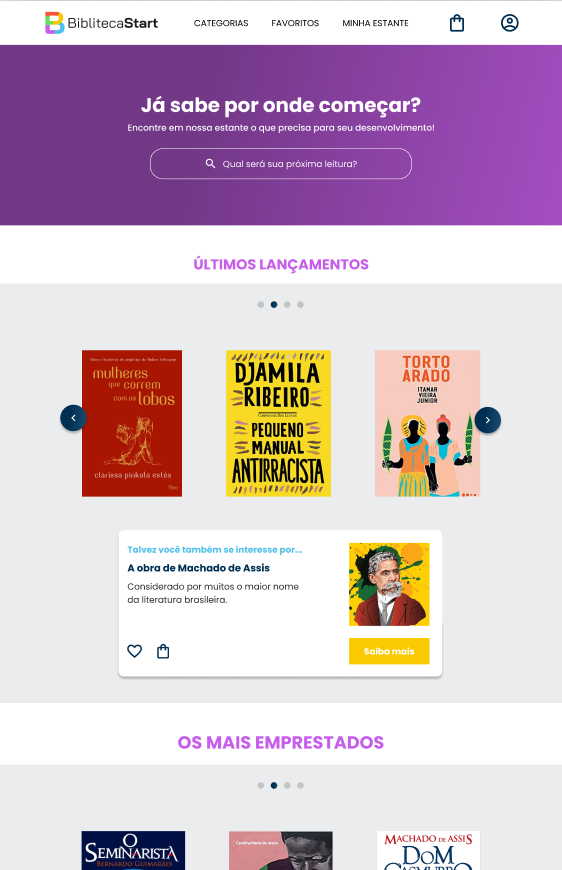 BiblitecaStart
CATEGORIAS
FAVORITOS
MINHA ESTANTE
Já sabe por onde começar?
Encontre em nossa estante o que precisa para seu desenvolvimento!
Qual será sua próxima leitura?
ÚLTIMOS LANÇAMENTOS
mulheres
que correm
com os lobos
clarissa pinkola estés
DJAMILA
RIBEIRO
PEQUENO
MANUAL
ANTIRRACISTA
TORTO
ARADO
ITAMAR
VIEIRA
JUNIOR
Talvez você também se interesse por...
A obra de Machado de Assis
Considerado por muitos o maior nome
da literatura brasileira.
Saiba mais
OS MAIS EMPRESTADOS
O
SEMINARISTA
BERNARDO GUIMARÃES
Carolina Maria de Jesus
MACHADO DE ASSIS
DOM
CASMURRO